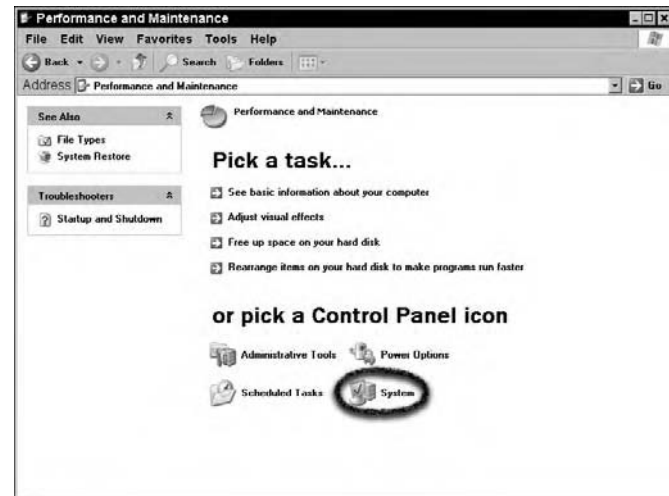 Performance and Maintenance
File Edit View Favorites Tools Help
Back Search Folders
Address Performance and Maintenance Go
See Also
File Types
System Restore
Troubleshooters
Startup and Shutdown
Performance and Maintenance
Pick a task...
See basic information about your computer
Adjust visual effects
Free up space on your hard disk
Rearrange items on your hard disk to make programs run faster
or pick a Control Panel icon
Administrative Tools Power Options
Scheduled Tasks System